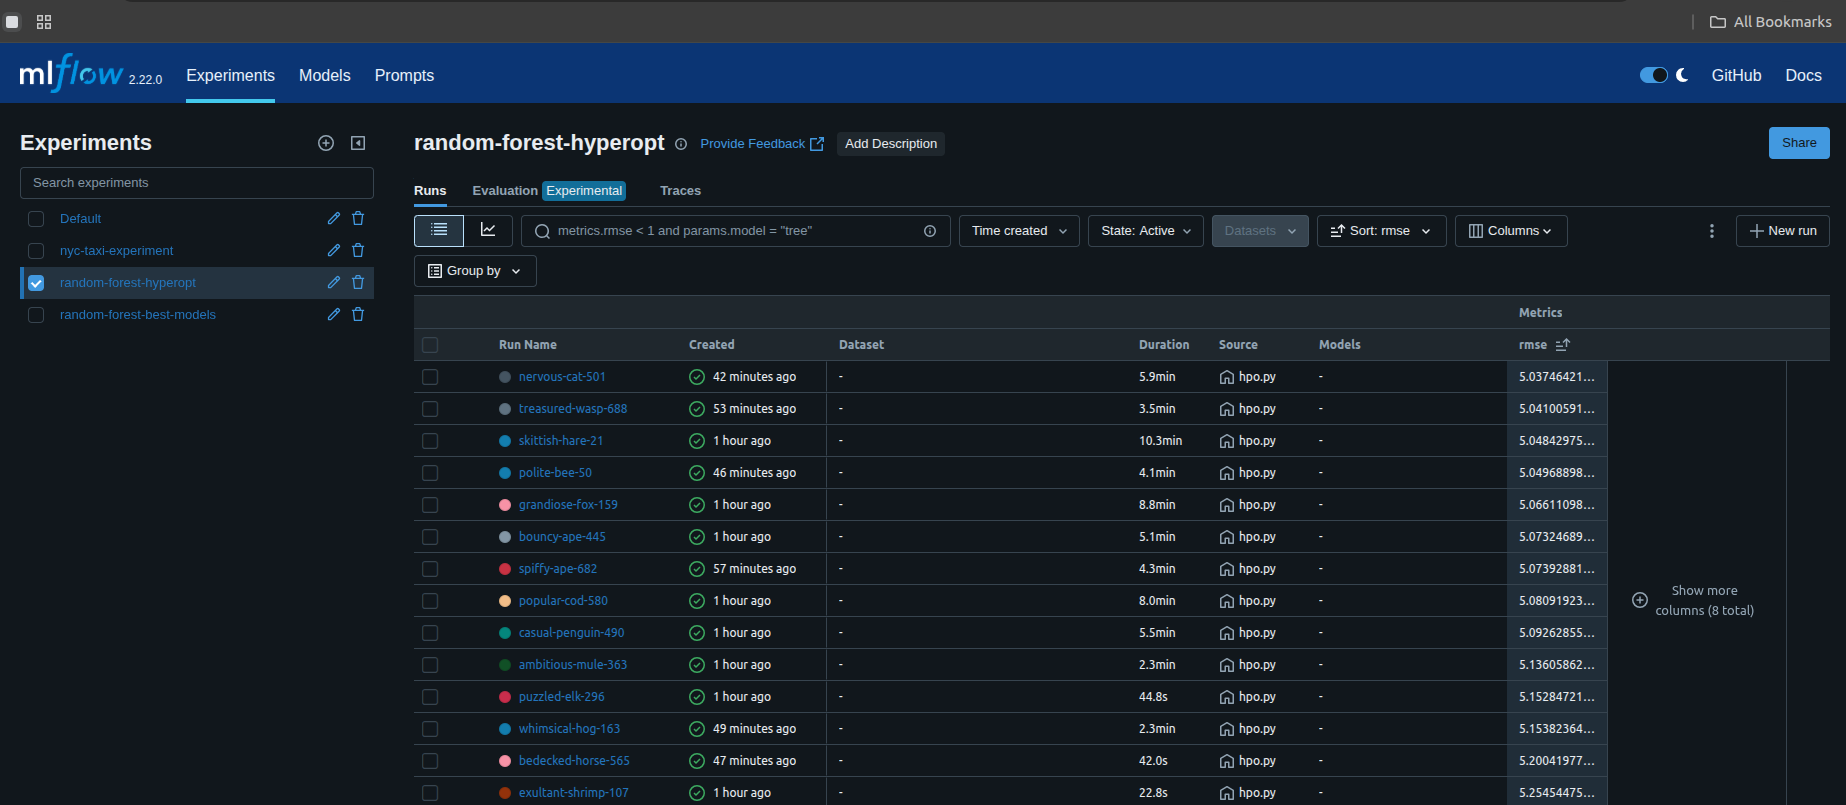 All Bookmarks
mlflow 2.22.0 Experiments Models Prompts GitHub Docs
Experiments
Search experiments
Default
nyc-taxi-experiment
random-forest-hyperopt
random-forest-best-models
random-forest-hyperopt Provide Feedback Add Description Share
Runs Evaluation Experimental Traces
metrics.rmse < 1 and params.model = "tree" Time created State: Active Datasets Sort: rmse Columns New run
Group by
Metrics
Run Name Created Dataset Duration Source Models rmse
nervous-cat-501 42 minutes ago - 5.9min hpo.py - 5.03746421...
treasured-wasp-688 53 minutes ago - 3.5min hpo.py - 5.04100591...
skittish-hare-21 1 hour ago - 10.3min hpo.py - 5.04842975...
polite-bee-50 46 minutes ago - 4.1min hpo.py - 5.04968898...
grandiose-fox-159 1 hour ago - 8.8min hpo.py - 5.06611098...
bouncy-ape-445 1 hour ago - 5.1min hpo.py - 5.07324689...
spiffy-ape-682 57 minutes ago - 4.3min hpo.py - 5.07392881...
popular-cod-580 1 hour ago - 8.0min hpo.py - 5.08091923...
casual-penguin-490 1 hour ago - 5.5min hpo.py - 5.09262855...
ambitious-mule-363 1 hour ago - 2.3min hpo.py - 5.13605862...
puzzled-elk-296 1 hour ago - 44.8s hpo.py - 5.15284721...
whimsical-hog-163 49 minutes ago - 2.3min hpo.py - 5.15382364...
bedecked-horse-565 47 minutes ago - 42.0s hpo.py - 5.20041977...
exultant-shrimp-107 1 hour ago - 22.8s hpo.py - 5.25454475...
Show more
columns (8 total)